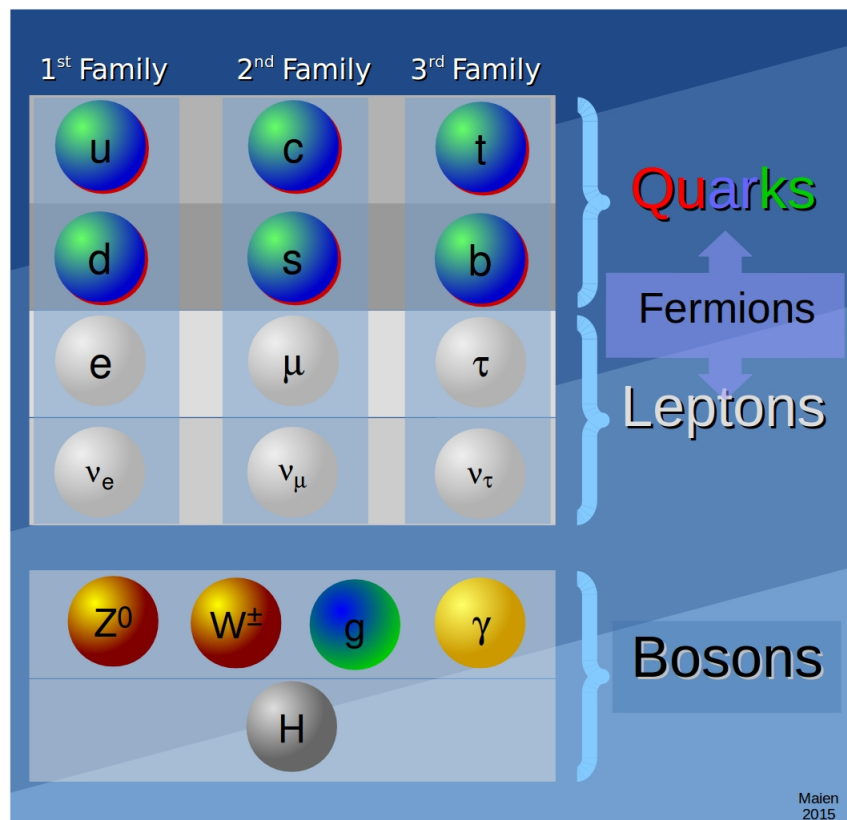 1st Family 2nd Family 3rd Family
u c t
Quarks
d s b
Fermions
e μ τ
Leptons
νe νμ ντ
Z0 W± g γ
Bosons
H
Maien
2015